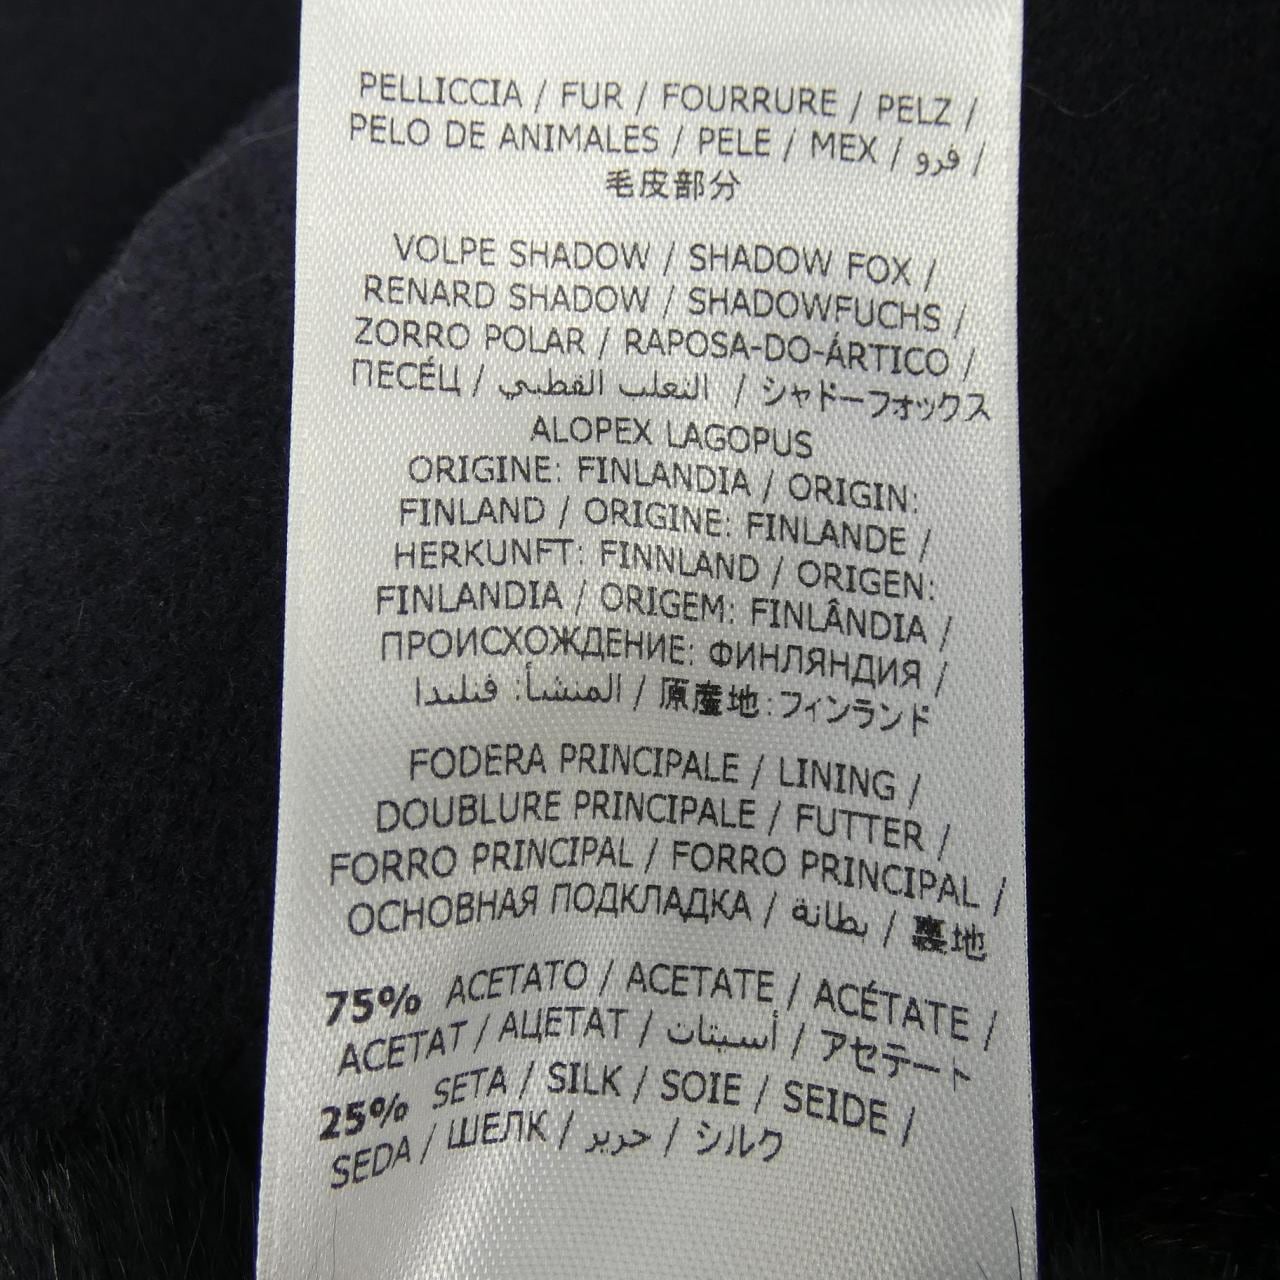 PELLICCIA / FUR / FOURRURE / PELZ /
PELO DE ANIMALES / PELE / MEX / فرو /
毛皮部分
VOLPE SHADOW / SHADOW FOX /
RENARD SHADOW / SHADOWFUCHS /
ZORRO POLAR / RAPOSA-DO-ÁRTICO /
ПЕСЕ́Ц / الثعلب القطبي / シャドーフォックス
ALOPEX LAGOPUS
ORIGINE: FINLANDIA / ORIGIN:
FINLAND / ORIGINE: FINLANDE /
HERKUNFT: FINNLAND / ORIGEN:
FINLANDIA / ORIGEM: FINLÂNDIA /
ПРОИСХОЖДЕНИЕ: ФИНЛЯНДИЯ /
المنشأ: فنليدا / 原産地:フィンランド
FODERA PRINCIPALE / LINING /
DOUBLURE PRINCIPALE / FUTTER /
FORRO PRINCIPAL / FORRO PRINCIPAL /
ОСНОВНАЯ ПОДКЛАДКА / بطانة / 裏地
75% ACETATO / ACETATE / ACÉTATE /
ACETAT / АЦЕТАТ / أسيتات / アセテート
25% SETA / SILK / SOIE / SEIDE /
SEDA / ШЕЛК / حرير / シルク